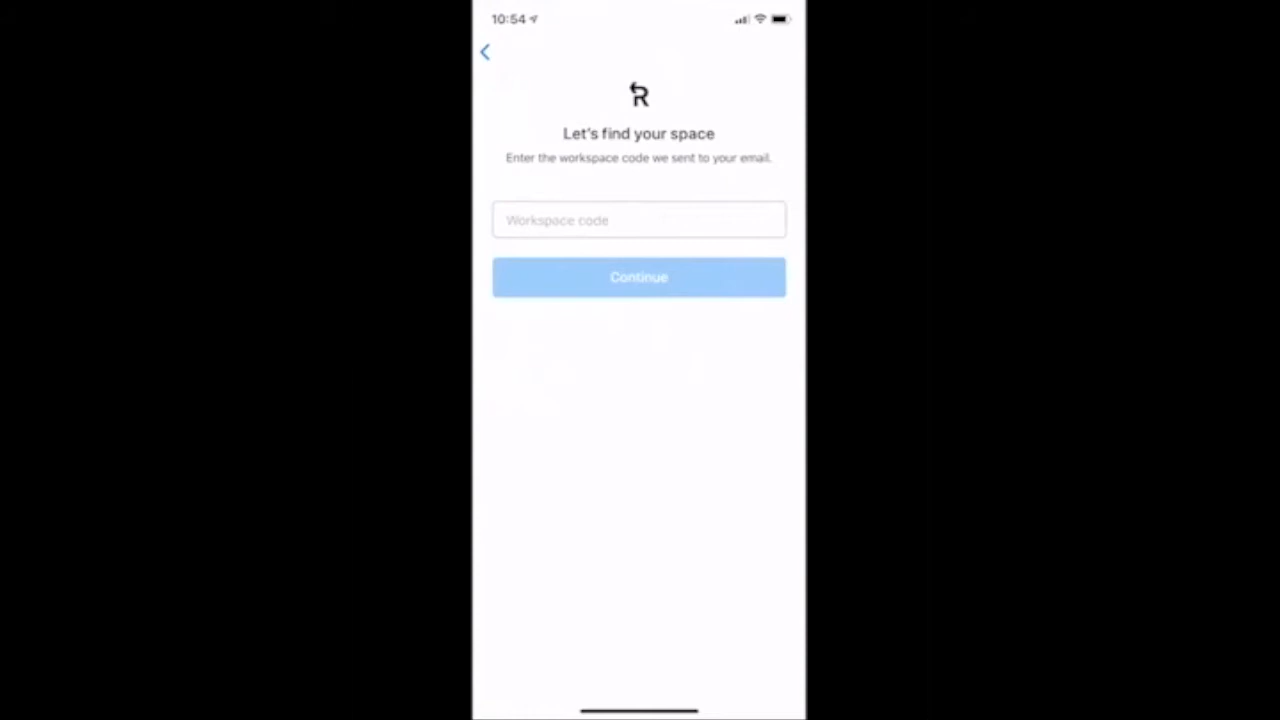 10:54
R
Let's find your space
Enter the workspace code we sent to your email.
Workspace code
Continue